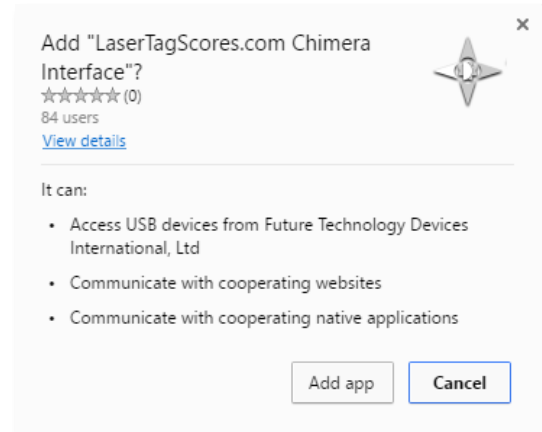 Add "LaserTagScores.com Chimera
Interface"?
(0)
84 users
View details
It can:
• Access USB devices from Future Technology Devices
International, Ltd
• Communicate with cooperating websites
• Communicate with cooperating native applications
Add app Cancel